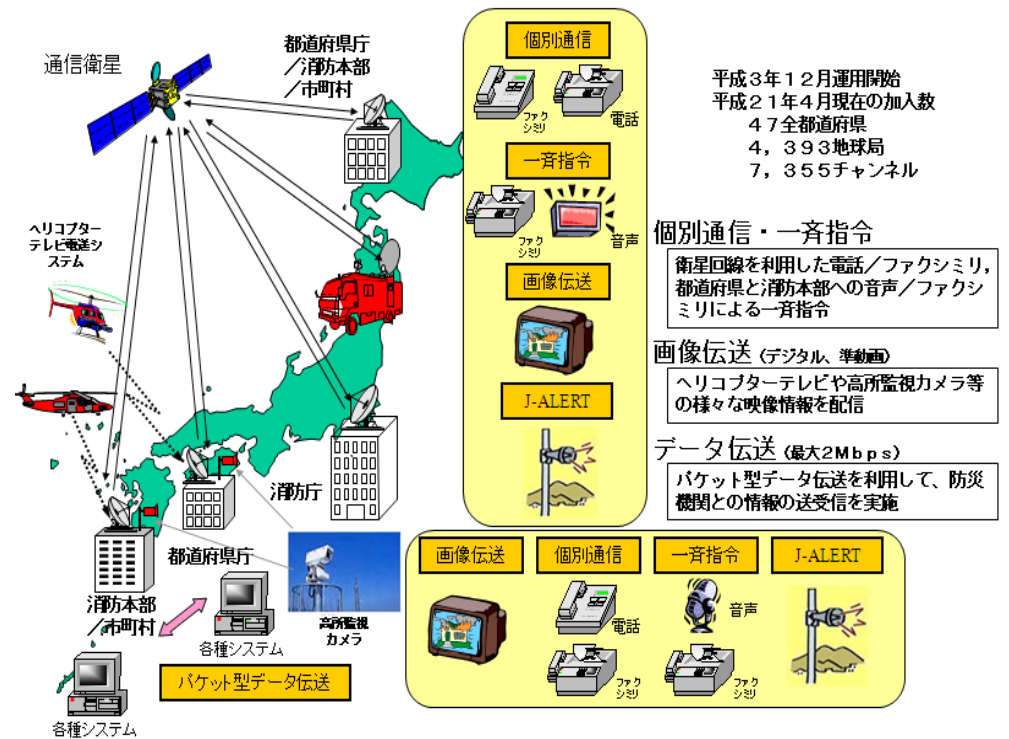 通信衛星
都道府県庁
／消防本部
／市町村
ヘリコプター
テレビ電送シ
ステム
消防庁
都道府県庁
消防本部
／市町村
高所監視
カメラ
各種システム
各種システム
パケット型データ伝送
個別通信
ファク
シミリ
電話
一斉指令
ファク
シミリ
音声
画像伝送
J-ALERT
画像伝送
個別通信
電話
ファク
シミリ
一斉指令
音声
ファク
シミリ
J-ALERT
平成３年１２月運用開始
平成２１年４月現在の加入数
４７全都道府県
４，３９３地球局
７，３５５チャンネル
個別通信・一斉指令
衛星回線を利用した電話／ファクシミリ，
都道府県と消防本部への音声／ファクシ
ミリによる一斉指令
画像伝送（デジタル、準動画）
ヘリコプターテレビや高所監視カメラ等
の様々な映像情報を配信
データ伝送（最大２Ｍｂｐｓ）
パケット型データ伝送を利用して、防災
機関との情報の送受信を実施